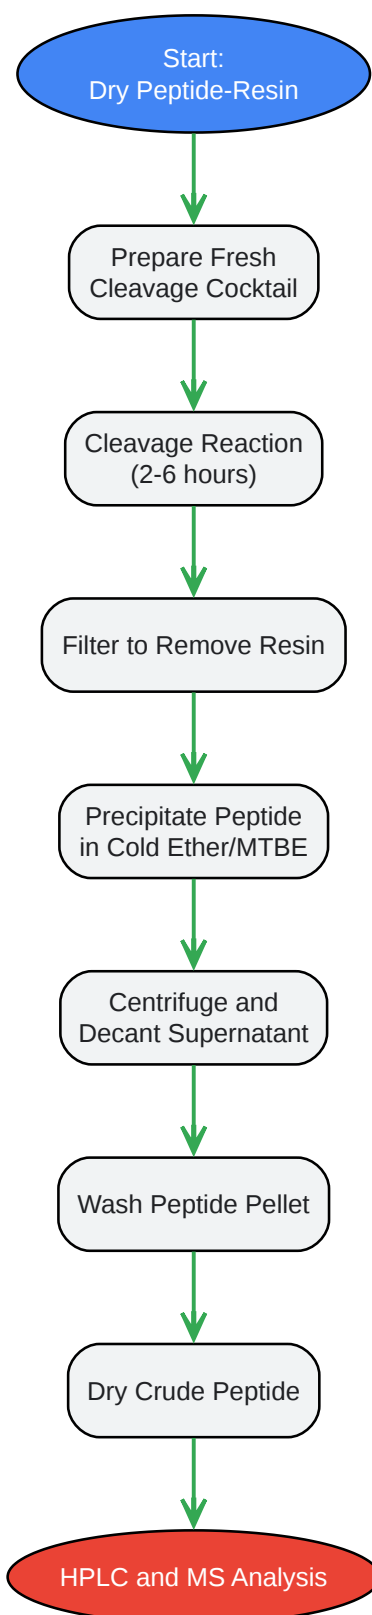 Start:
Dry Peptide-Resin
Prepare Fresh
Cleavage Cocktail
Cleavage Reaction
(2-6 hours)
Filter to Remove Resin
Precipitate Peptide
in Cold Ether/MTBE
Centrifuge and
Decant Supernatant
Wash Peptide Pellet
Dry Crude Peptide
HPLC and MS Analysis